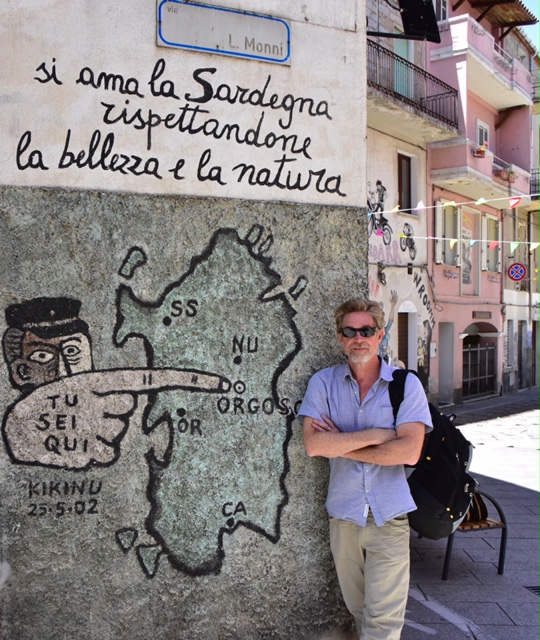 via
L. Monni
si ama la Sardegna
rispettandone
la bellezza e la natura
SS
NU
ORGOSO
TU
SEI
QUI
OR
KIKINU
25-5-02
CA